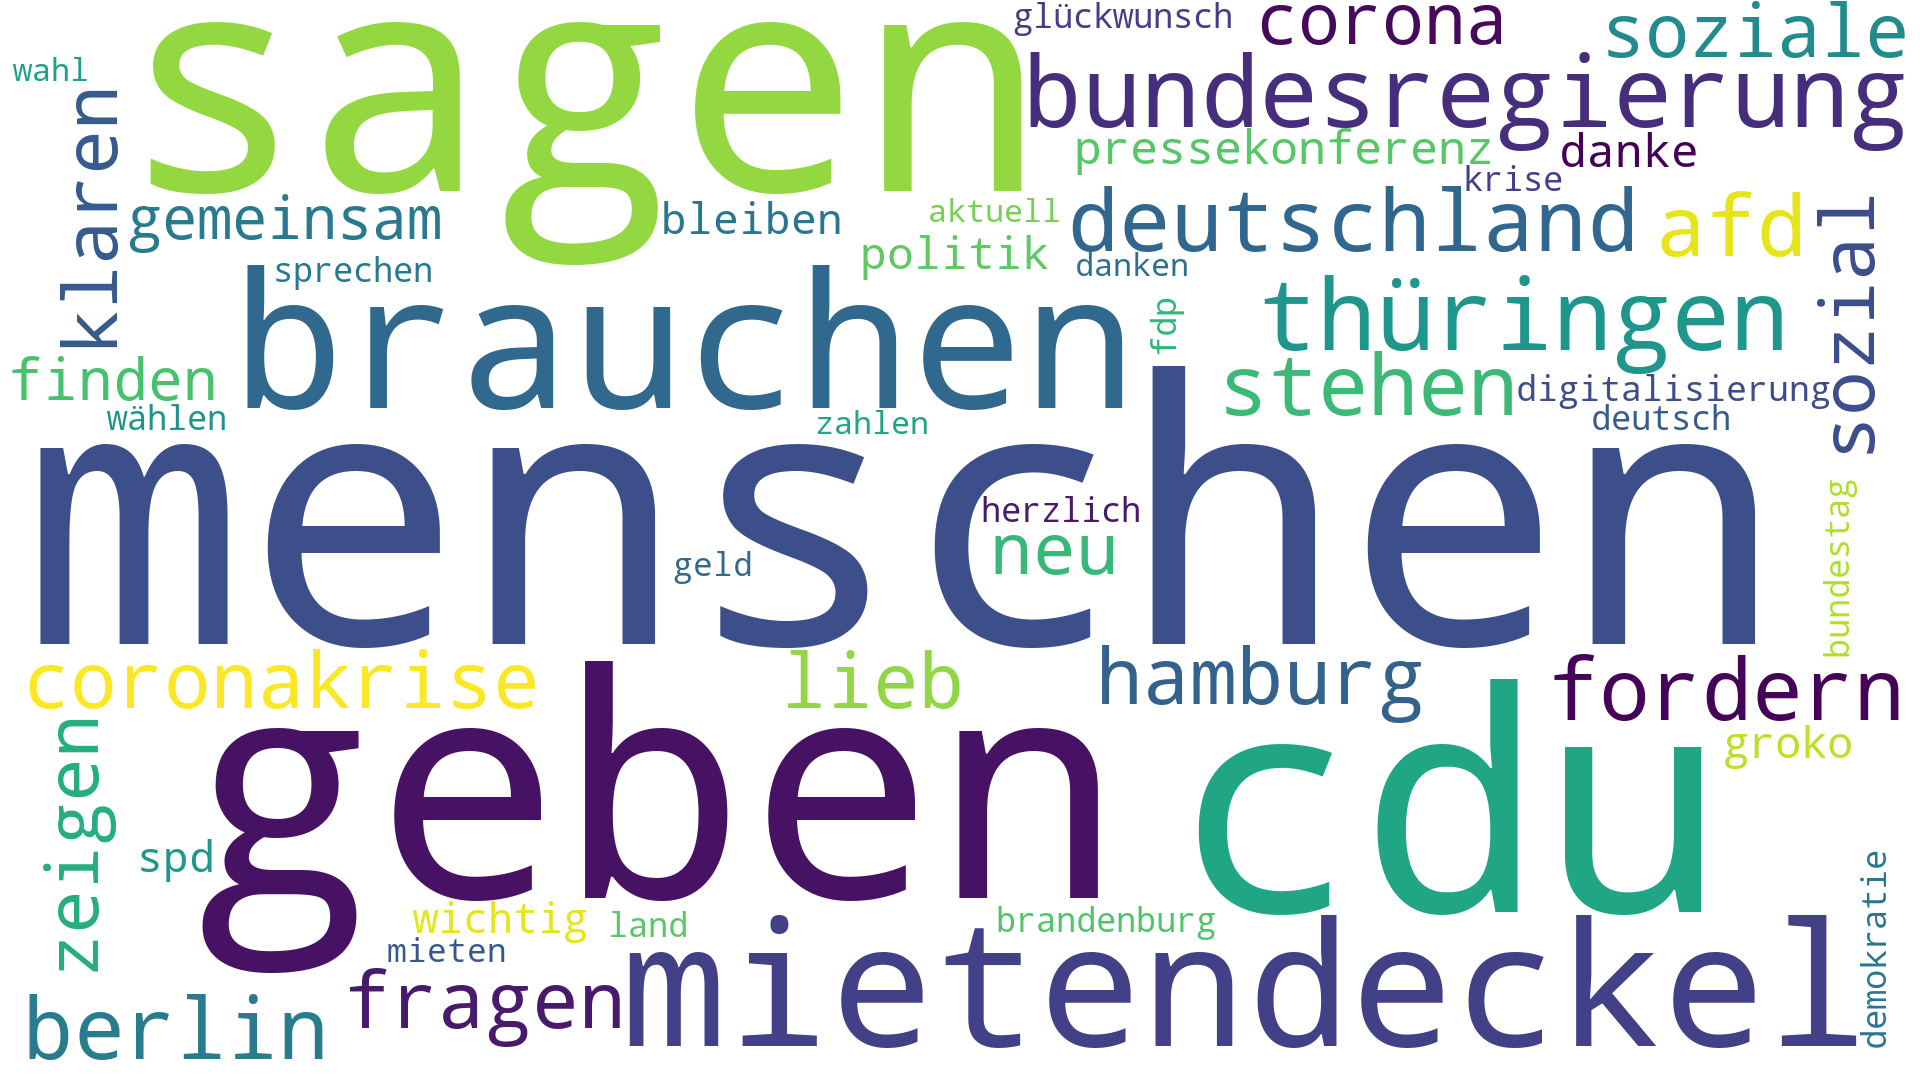 sagen
glückwunsch
corona
soziale
wahl
bundesregierung
klaren
pressekonferenz
danke
krise
gemeinsam
bleiben
aktuell
deutschland
afd
sozial
politik
sprechen
danken
brauchen
thüringen
fdp
finden
stehen
digitalisierung
wählen
zahlen
deutsch
menschen
herzlich
neu
geld
bundestag
coronakrise
lieb
hamburg
fordern
geben
cdu
groko
zeigen
spd
demokratie
wichtig
land
brandenburg
mieten
mietendeckel
fragen
berlin